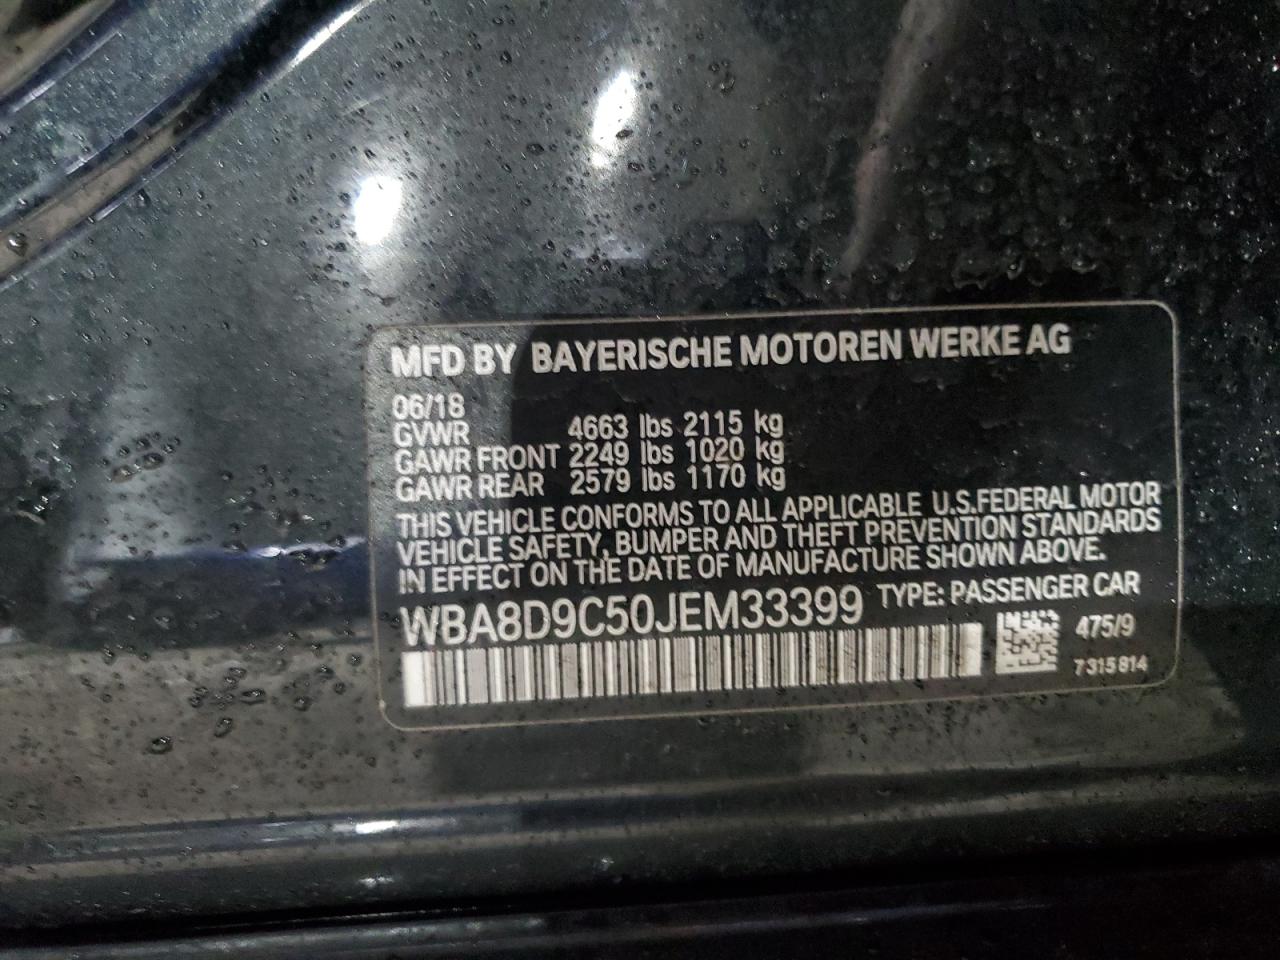 MFD BY BAYERISCHE MOTOREN WERKE AG
06/18
GVWR 4663 lbs 2115 kg
GAWR FRONT 2249 lbs 1020 kg
GAWR REAR 2579 lbs 1170 kg
THIS VEHICLE CONFORMS TO ALL APPLICABLE U.S.FEDERAL MOTOR
VEHICLE SAFETY, BUMPER AND THEFT PREVENTION STANDARDS
IN EFFECT ON THE DATE OF MANUFACTURE SHOWN ABOVE.
WBA8D9C50JEM33399 TYPE: PASSENGER CAR
475/9
7315814